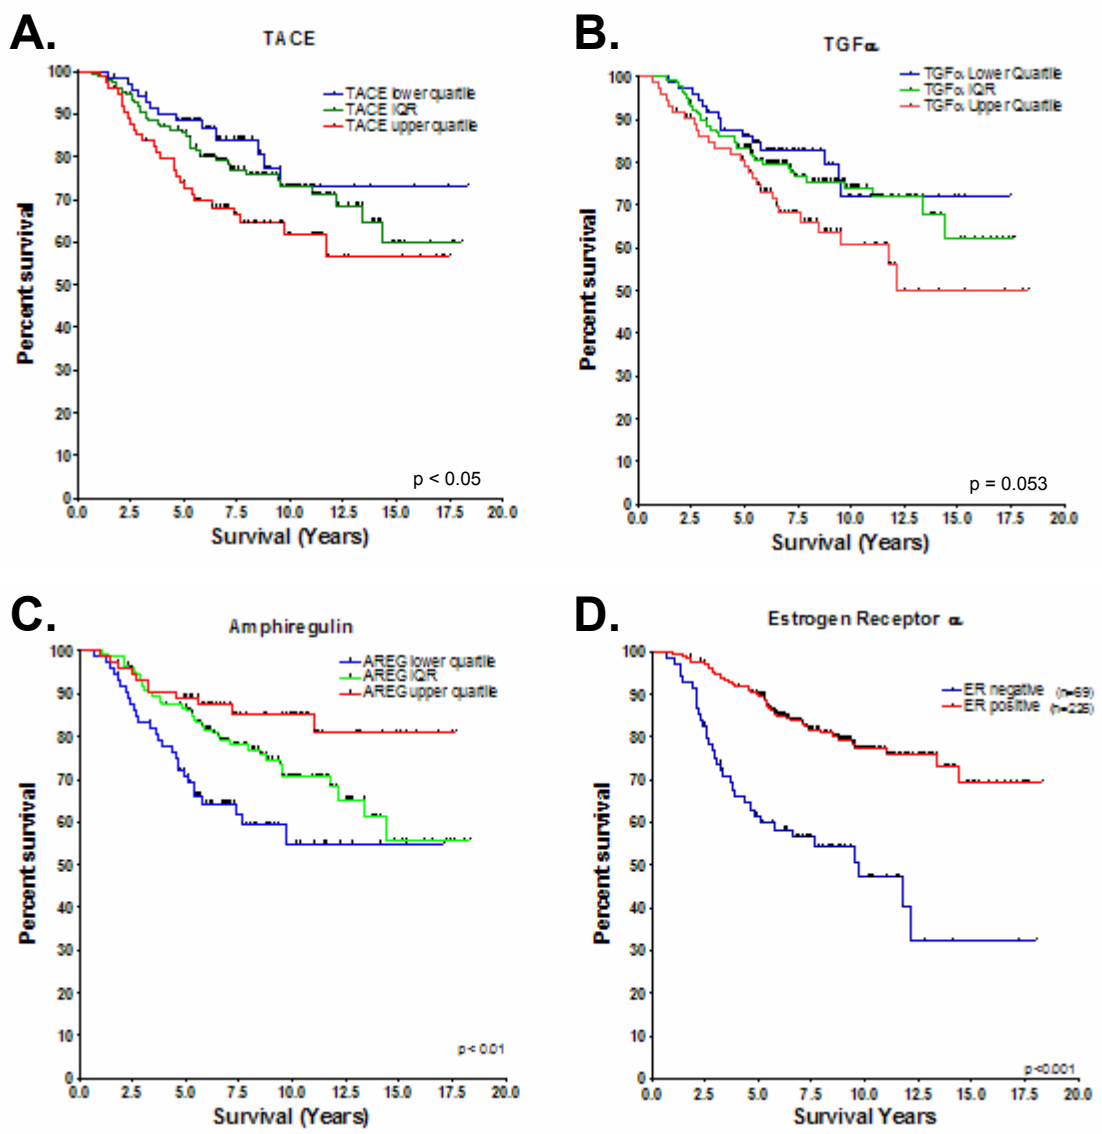 A.
TACE
TACE lower quartile
TACE IQR
TACE upper quartile
100
90
80
70
60
50
40
30
20
10
0
Percent survival
p < 0.05
0.0 2.5 5.0 7.5 10.0 12.5 15.0 17.5 20.0
Survival (Years)
B.
TGFα
TGFα Lower Quartile
TGFα IQR
TGFα Upper Quartile
100
90
80
70
60
50
40
30
20
10
0
Percent survival
p = 0.053
0.0 2.5 5.0 7.5 10.0 12.5 15.0 17.5 20.0
Survival (Years)
C.
Amphiregulin
AREG lower quartile
AREG IQR
AREG upper quartile
100
90
80
70
60
50
40
30
20
10
0
Percent survival
p < 0.01
0.0 2.5 5.0 7.5 10.0 12.5 15.0 17.5 20.0
Survival (Years)
D.
Estrogen Receptor α
ER negative (n=69)
ER positive (n=226)
100
90
80
70
60
50
40
30
20
10
0
Percent survival
p<0.001
0.0 2.5 5.0 7.5 10.0 12.5 15.0 17.5 20.0
Survival Years